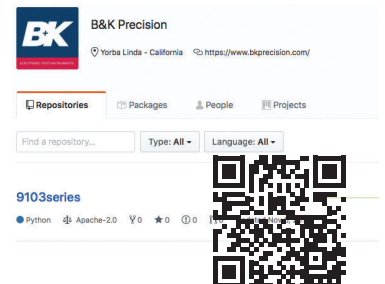 B&K Precision
BK
ELECTRONIC TEST INSTRUMENTS
Yorba Linda - California https://www.bkprecision.com/
Repositories Packages People Projects
Find a repository... Type: All Language: All
9103series
Python Apache-2.0 0 0 0